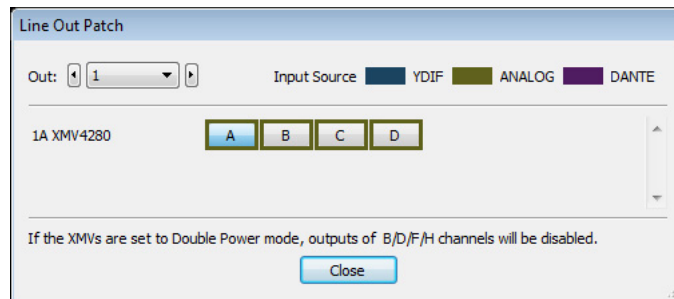 Line Out Patch
Out: 1 Input Source YDIF ANALOG DANTE
1A XMV4280 A B C D
If the XMVs are set to Double Power mode, outputs of B/D/F/H channels will be disabled.
Close